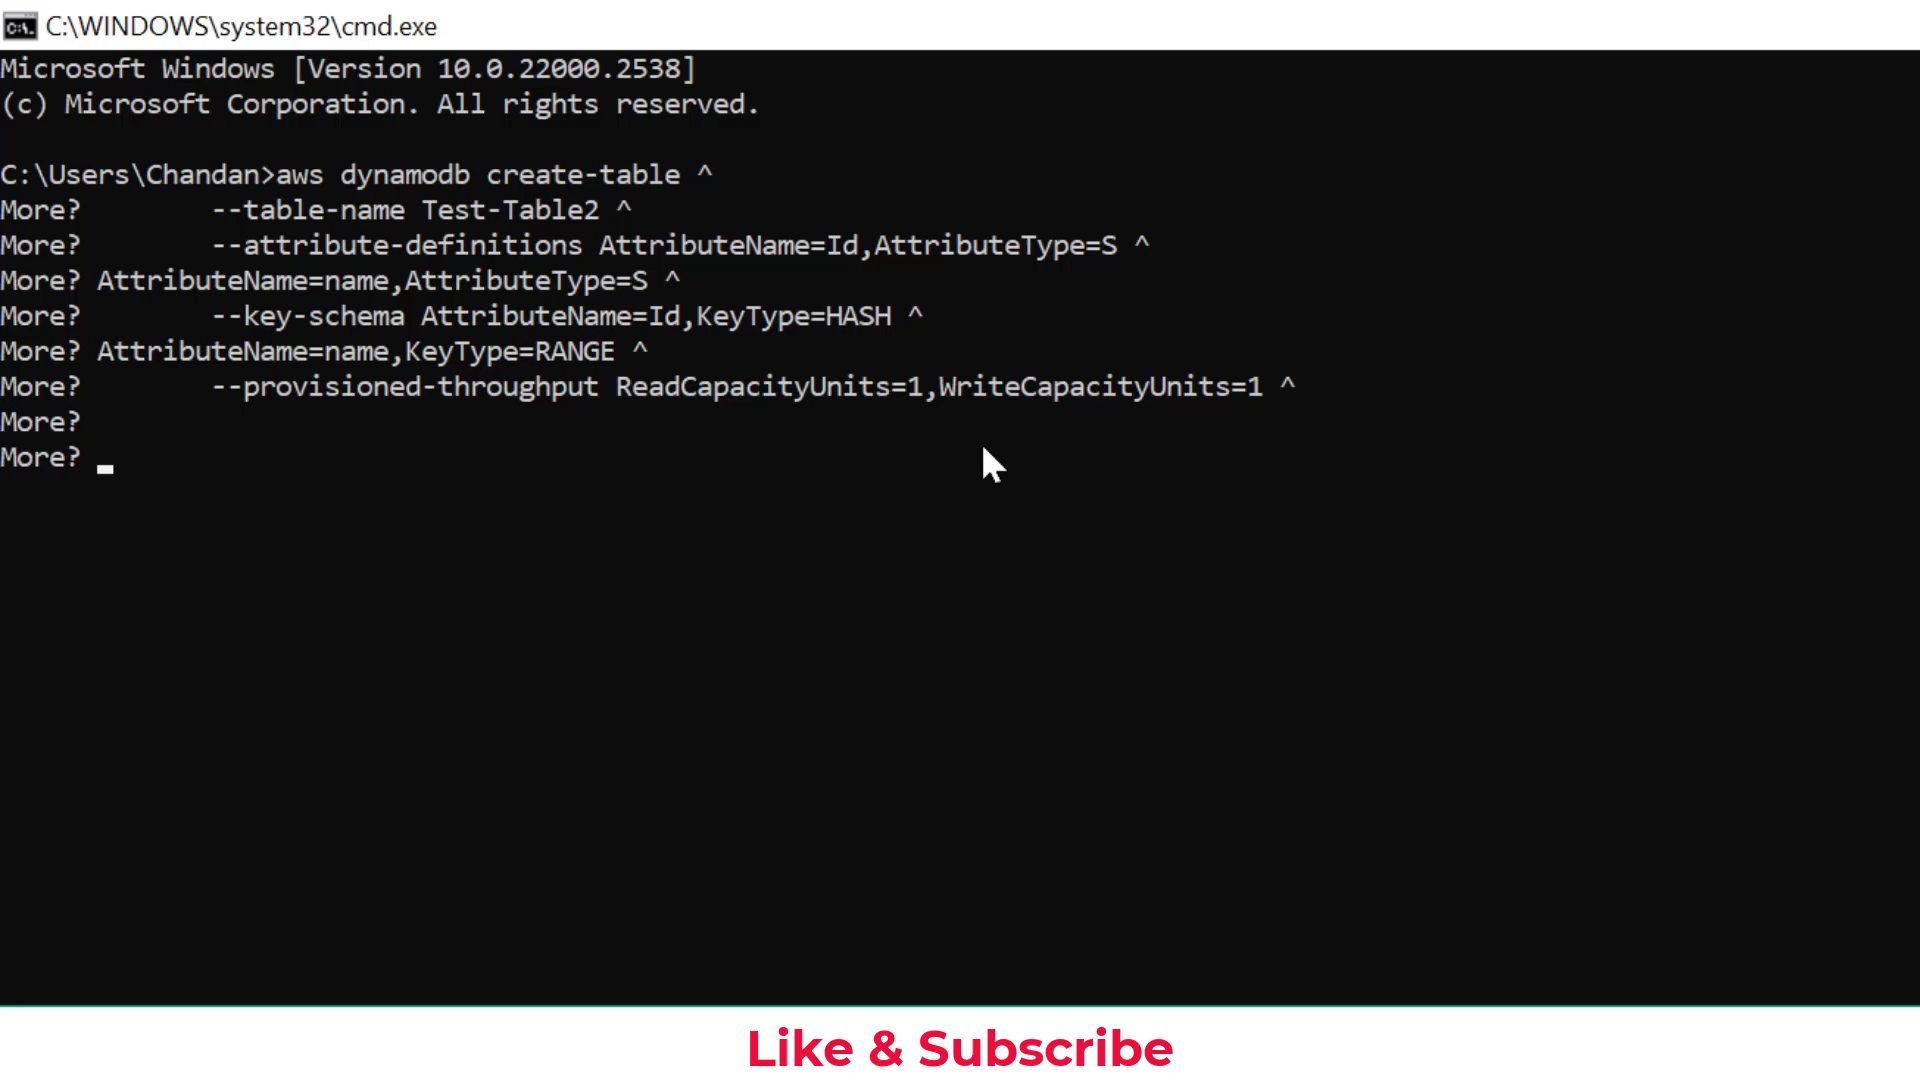 C:\WINDOWS\system32\cmd.exe
Microsoft Windows [Version 10.0.22000.2538]
(c) Microsoft Corporation. All rights reserved.
C:\Users\Chandan>aws dynamodb create-table ^
More?        --table-name Test-Table2 ^
More?        --attribute-definitions AttributeName=Id,AttributeType=S ^
More? AttributeName=name,AttributeType=S ^
More?        --key-schema AttributeName=Id,KeyType=HASH ^
More? AttributeName=name,KeyType=RANGE ^
More?        --provisioned-throughput ReadCapacityUnits=1,WriteCapacityUnits=1 ^
More?
More?
Like & Subscribe